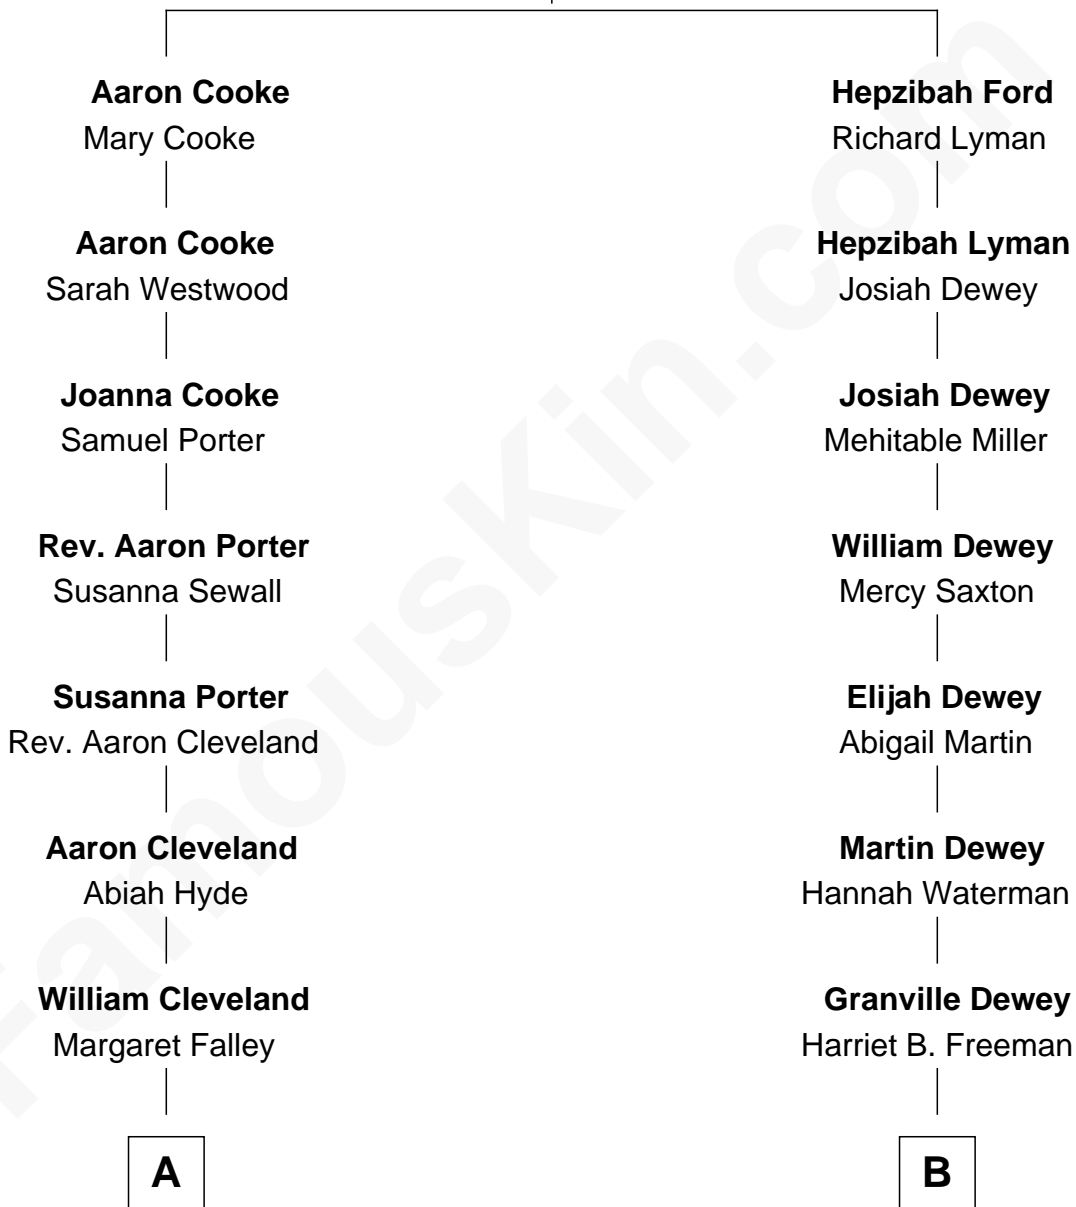 Aaron Cooke
Mary Cooke
Aaron Cooke
Sarah Westwood
Joanna Cooke
Samuel Porter
Rev. Aaron Porter
Susanna Sewall
Susanna Porter
Rev. Aaron Cleveland
Aaron Cleveland
Abiah Hyde
William Cleveland
Margaret Falley
A
Hepzibah Ford
Richard Lyman
Hepzibah Lyman
Josiah Dewey
Josiah Dewey
Mehitable Miller
William Dewey
Mercy Saxton
Elijah Dewey
Abigail Martin
Martin Dewey
Hannah Waterman
Granville Dewey
Harriet B. Freeman
B
FamousKin.com